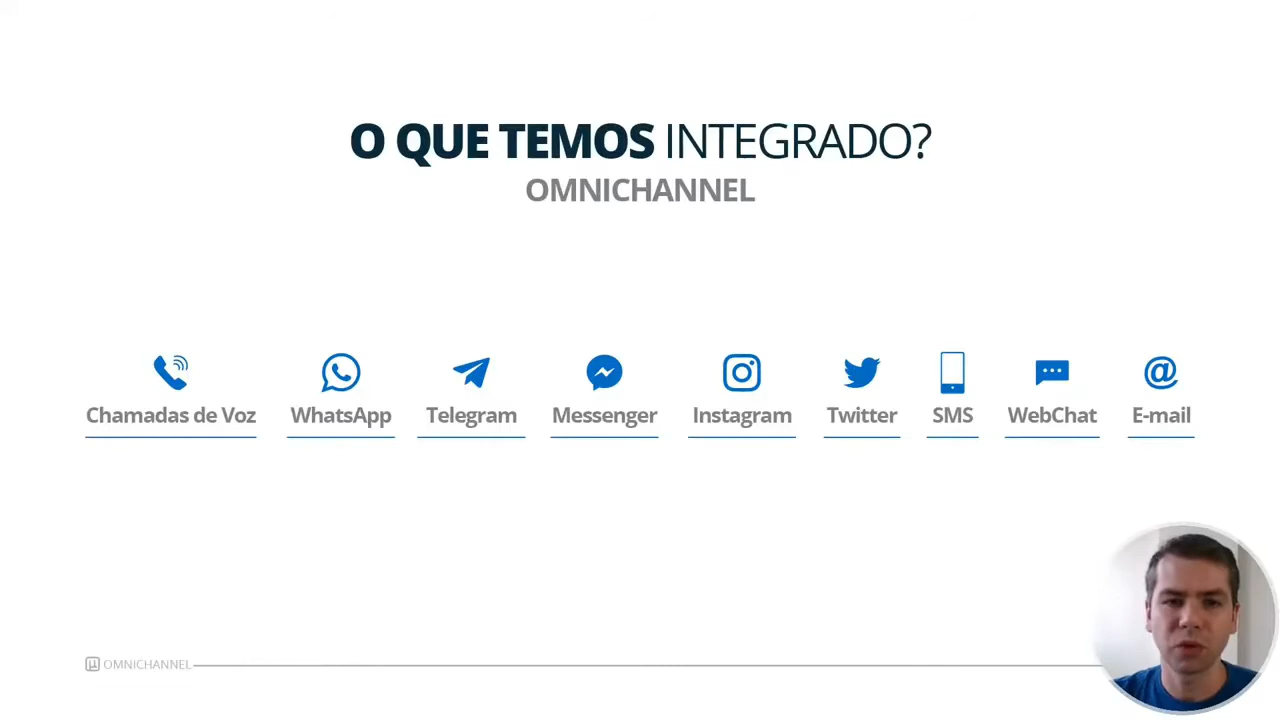 O QUE TEMOS INTEGRADO?
OMNICHANNEL
Chamadas de Voz
WhatsApp
Telegram
Messenger
Instagram
Twitter
SMS
WebChat
E-mail
µ OMNICHANNEL